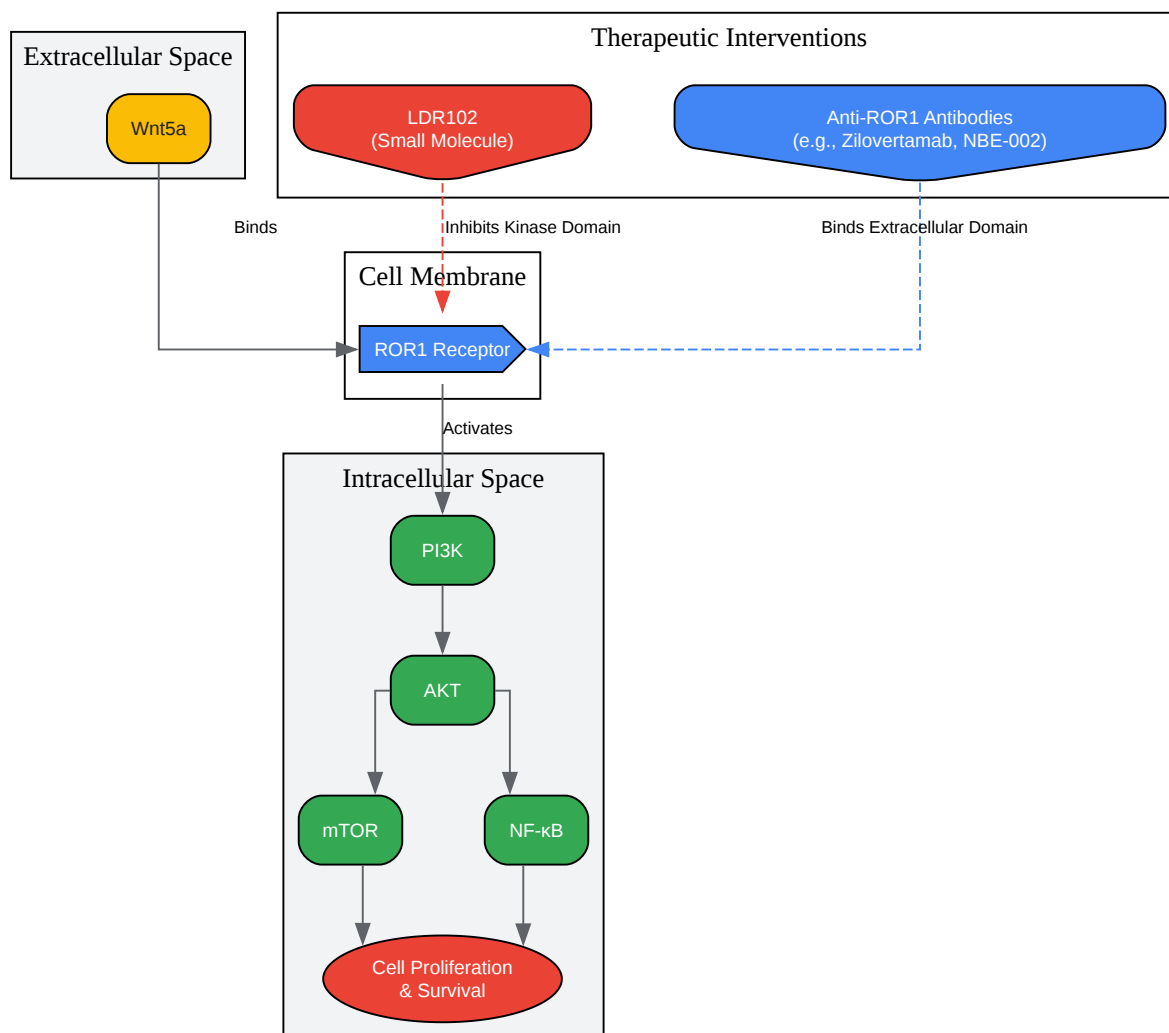 Therapeutic Interventions
Extracellular Space
Wnt5a
LDR102
(Small Molecule)
Anti-ROR1 Antibodies
(e.g., Zilovertamab, NBE-002)
Binds
Inhibits Kinase Domain
Binds Extracellular Domain
Cell Membrane
ROR1 Receptor
Activates
Intracellular Space
PI3K
AKT
mTOR
NF-κB
Cell Proliferation
& Survival